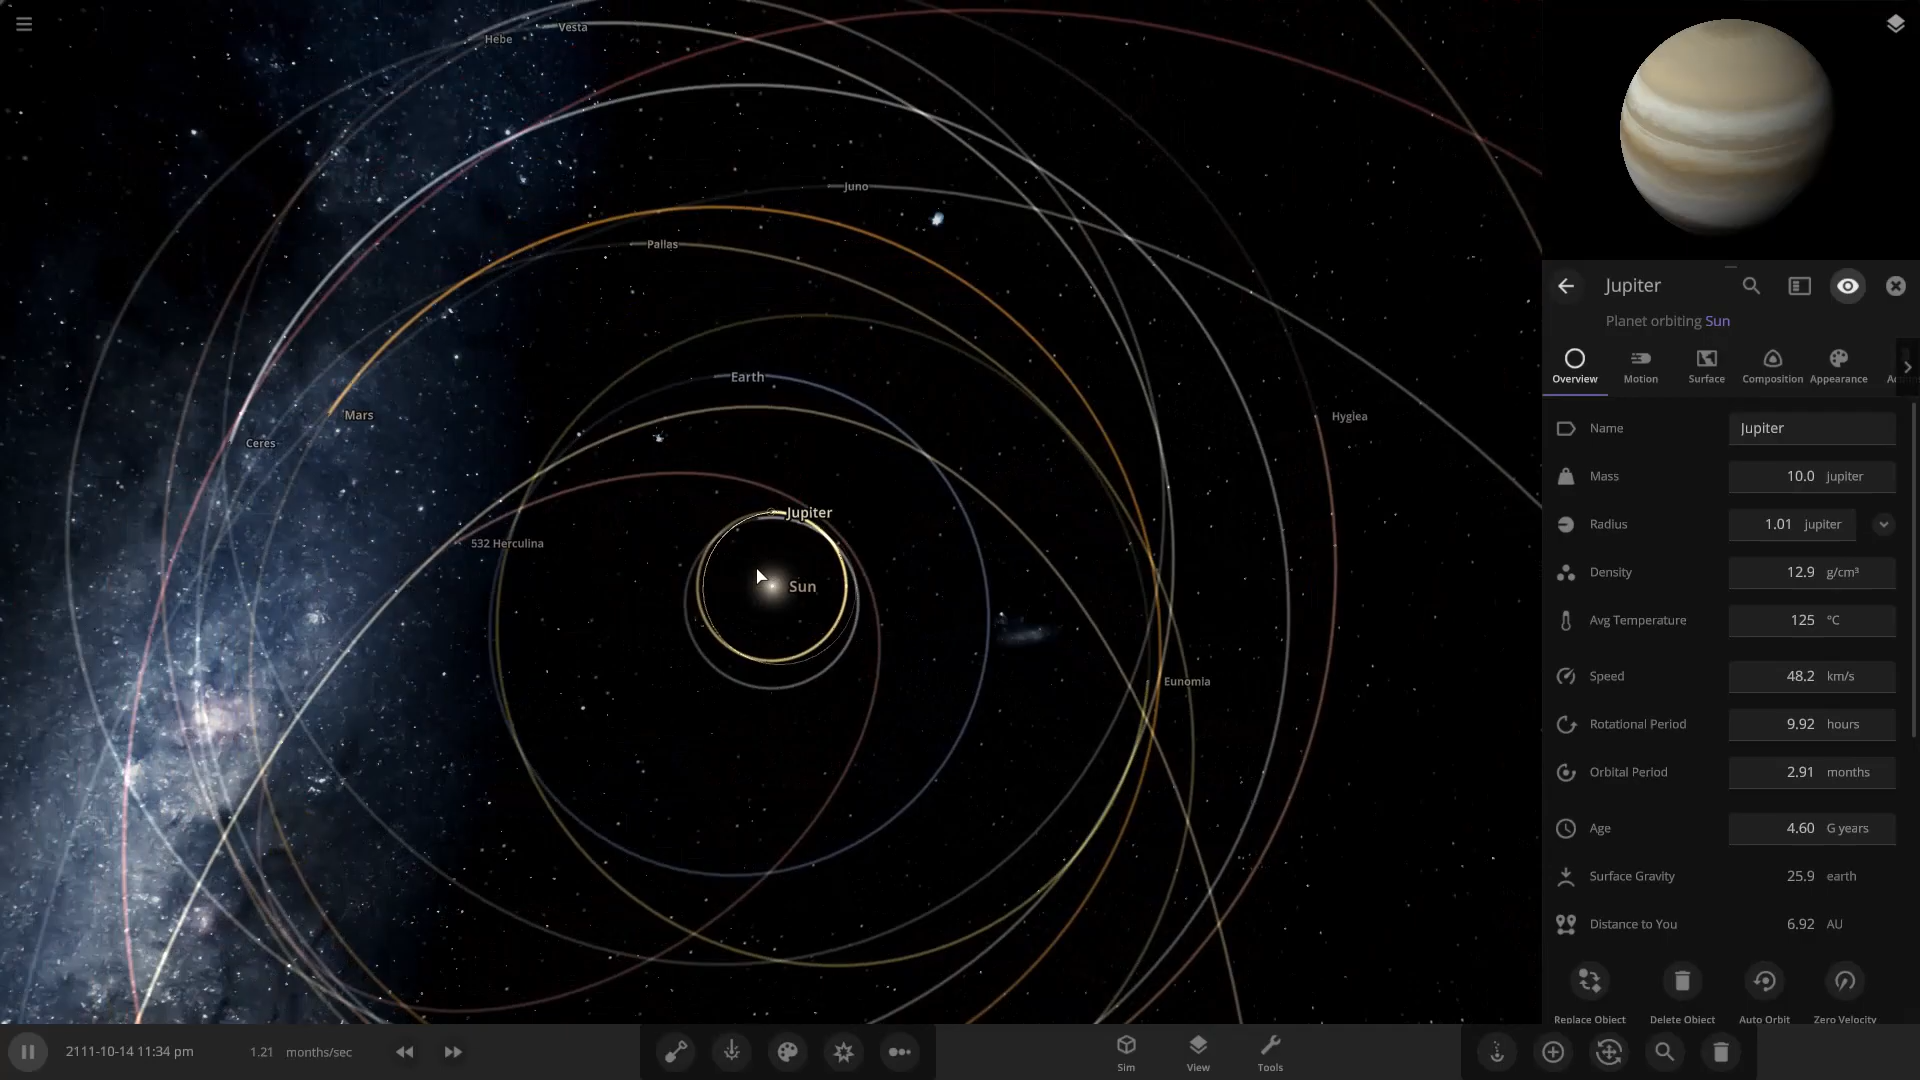 Vesta
Hebe
Juno
Pallas
Earth
Mars
Ceres
Hygiea
Jupiter
532 Herculina
Sun
Eunomia
Jupiter
Planet orbiting Sun
Overview Motion Surface Composition Appearance
Name Jupiter
Mass 10.0 jupiter
Radius 1.01 jupiter
Density 12.9 g/cm³
Avg Temperature 125 °C
Speed 48.2 km/s
Rotational Period 9.92 hours
Orbital Period 2.91 months
Age 4.60 G years
Surface Gravity 25.9 earth
Distance to You 6.92 AU
Replace Object Delete Object Auto Orbit Zero Velocity
2111-10-14 11:34 pm 1.21 months/sec
Sim View Tools